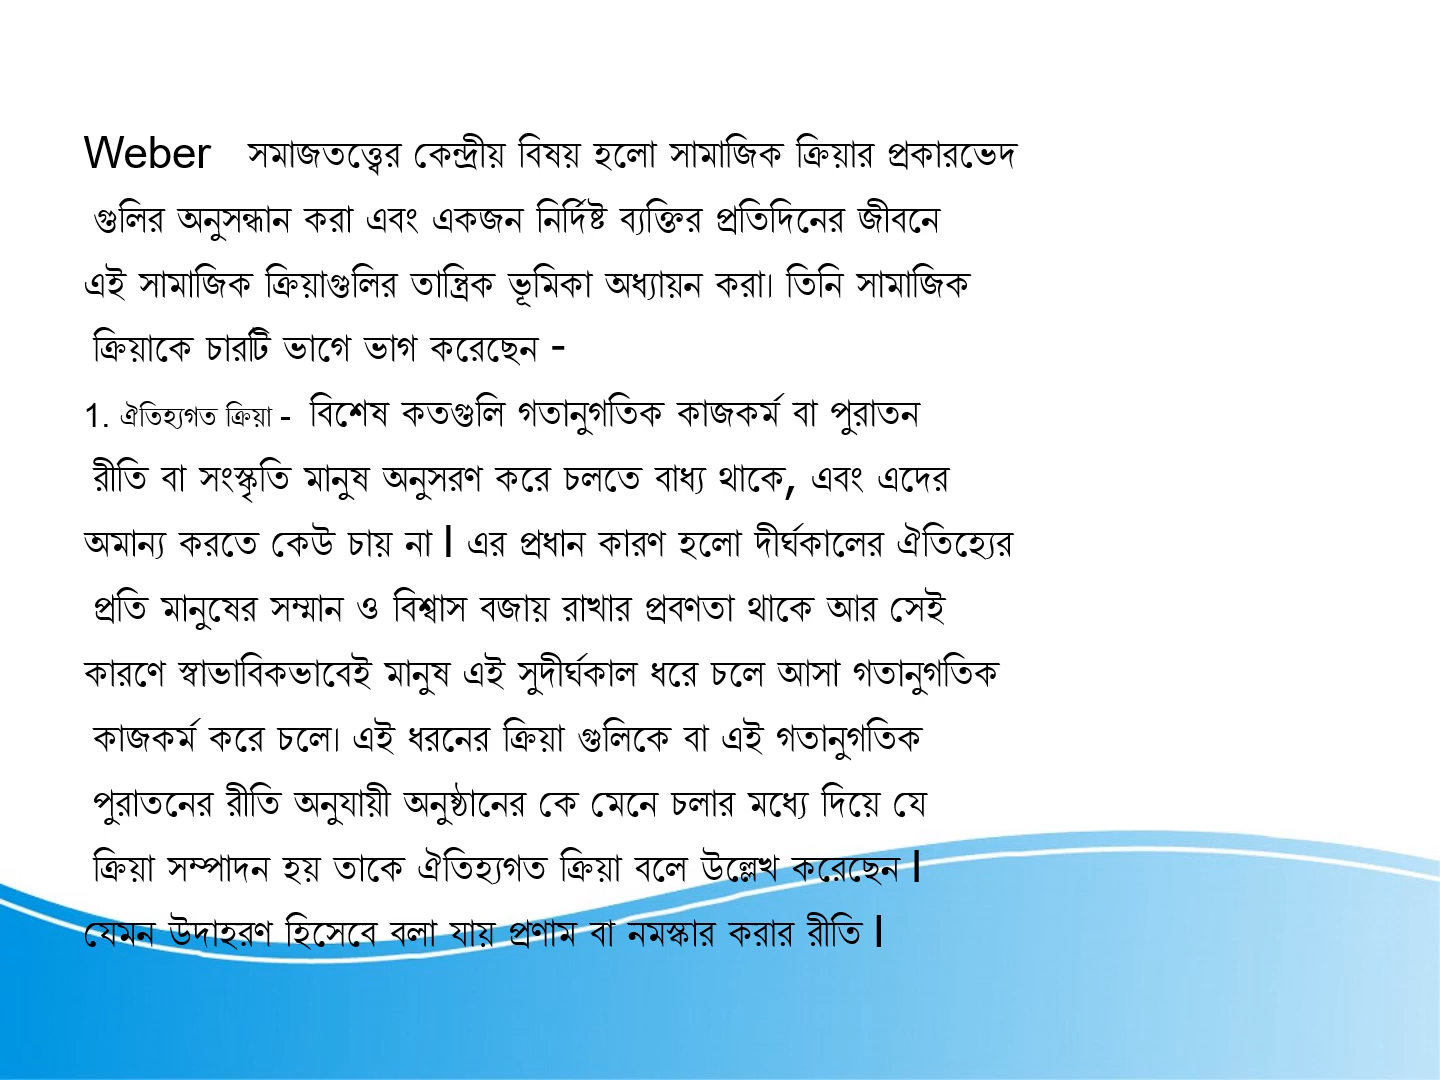 Weber সমাজতত্ত্বের কেন্দ্রীয় বিষয় হলো সামাজিক ক্রিয়ার প্রকারভেদ
গুলির অনুসন্ধান করা এবং একজন নির্দিষ্ট ব্যক্তির প্রতিদিনের জীবনে
এই সামাজিক ক্রিয়াগুলির তান্ত্রিক ভূমিকা অধ্যায়ন করা। তিনি সামাজিক
ক্রিয়াকে চারটি ভাগে ভাগ করেছেন -
1. ঐতিহ্যগত ক্রিয়া - বিশেষ কতগুলি গতানুগতিক কাজকর্ম বা পুরাতন
রীতি বা সংস্কৃতি মানুষ অনুসরণ করে চলতে বাধ্য থাকে, এবং এদের
অমান্য করতে কেউ চায় না l এর প্রধান কারণ হলো দীর্ঘকালের ঐতিহ্যের
প্রতি মানুষের সম্মান ও বিশ্বাস বজায় রাখার প্রবণতা থাকে আর সেই
কারণে স্বাভাবিকভাবেই মানুষ এই সুদীর্ঘকাল ধরে চলে আসা গতানুগতিক
কাজকর্ম করে চলে। এই ধরনের ক্রিয়া গুলিকে বা এই গতানুগতিক
পুরাতনের রীতি অনুযায়ী অনুষ্ঠানের কে মেনে চলার মধ্যে দিয়ে যে
ক্রিয়া সম্পাদন হয় তাকে ঐতিহ্যগত ক্রিয়া বলে উল্লেখ করেছেন l
যেমন উদাহরণ হিসেবে বলা যায় প্রণাম বা নমস্কার করার রীতি l